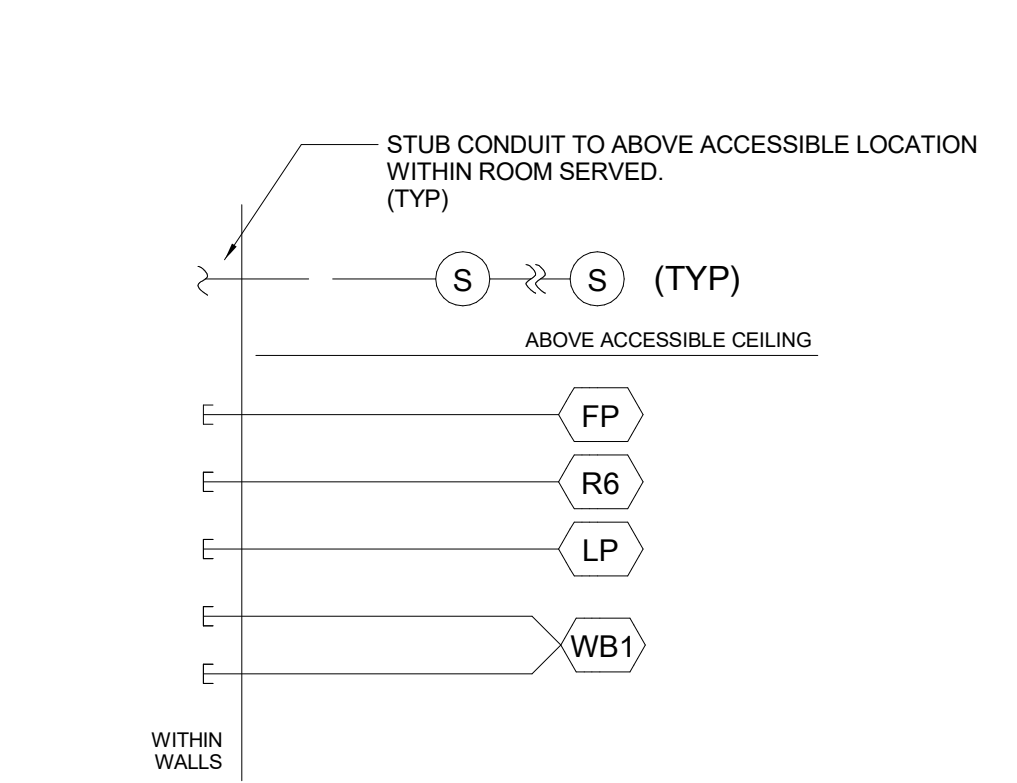 STUB CONDUIT TO ABOVE ACCESSIBLE LOCATION
WITHIN ROOM SERVED.
(TYP)
S S (TYP)
ABOVE ACCESSIBLE CEILING
FP
R6
LP
WB1
WITHIN
WALLS